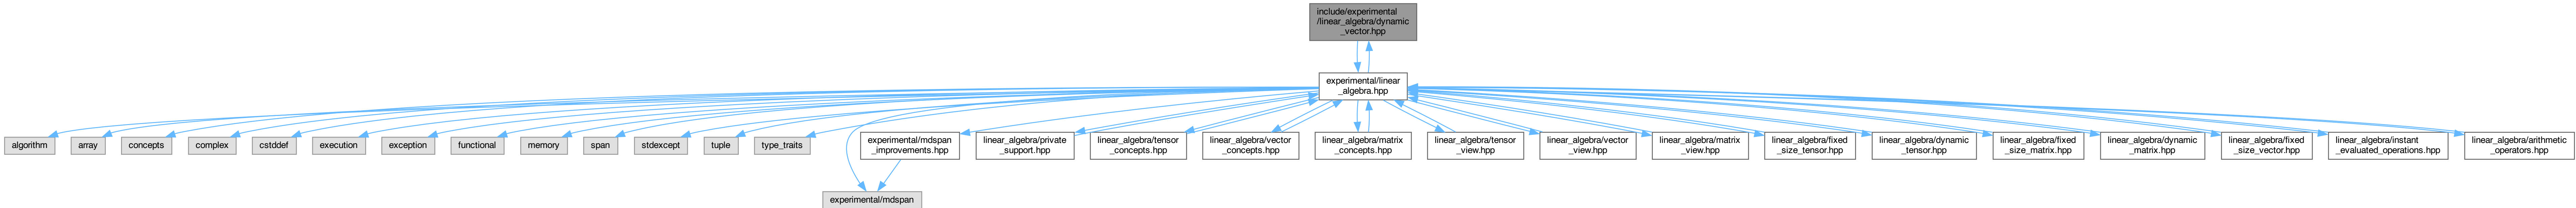 include/experimental
/linear_algebra/dynamic
_vector.hpp
experimental/linear
_algebra.hpp
algorithm
array
concepts
complex
cstddef
execution
exception
functional
memory
span
stdexcept
tuple
type_traits
experimental/mdspan
_improvements.hpp
linear_algebra/private
_support.hpp
linear_algebra/tensor
_concepts.hpp
linear_algebra/vector
_concepts.hpp
linear_algebra/matrix
_concepts.hpp
linear_algebra/tensor
_view.hpp
linear_algebra/vector
_view.hpp
linear_algebra/matrix
_view.hpp
linear_algebra/fixed
_size_tensor.hpp
linear_algebra/dynamic
_tensor.hpp
linear_algebra/fixed
_size_matrix.hpp
linear_algebra/dynamic
_matrix.hpp
linear_algebra/fixed
_size_vector.hpp
linear_algebra/instant
_evaluated_operations.hpp
linear_algebra/arithmetic
_operators.hpp
experimental/mdspan